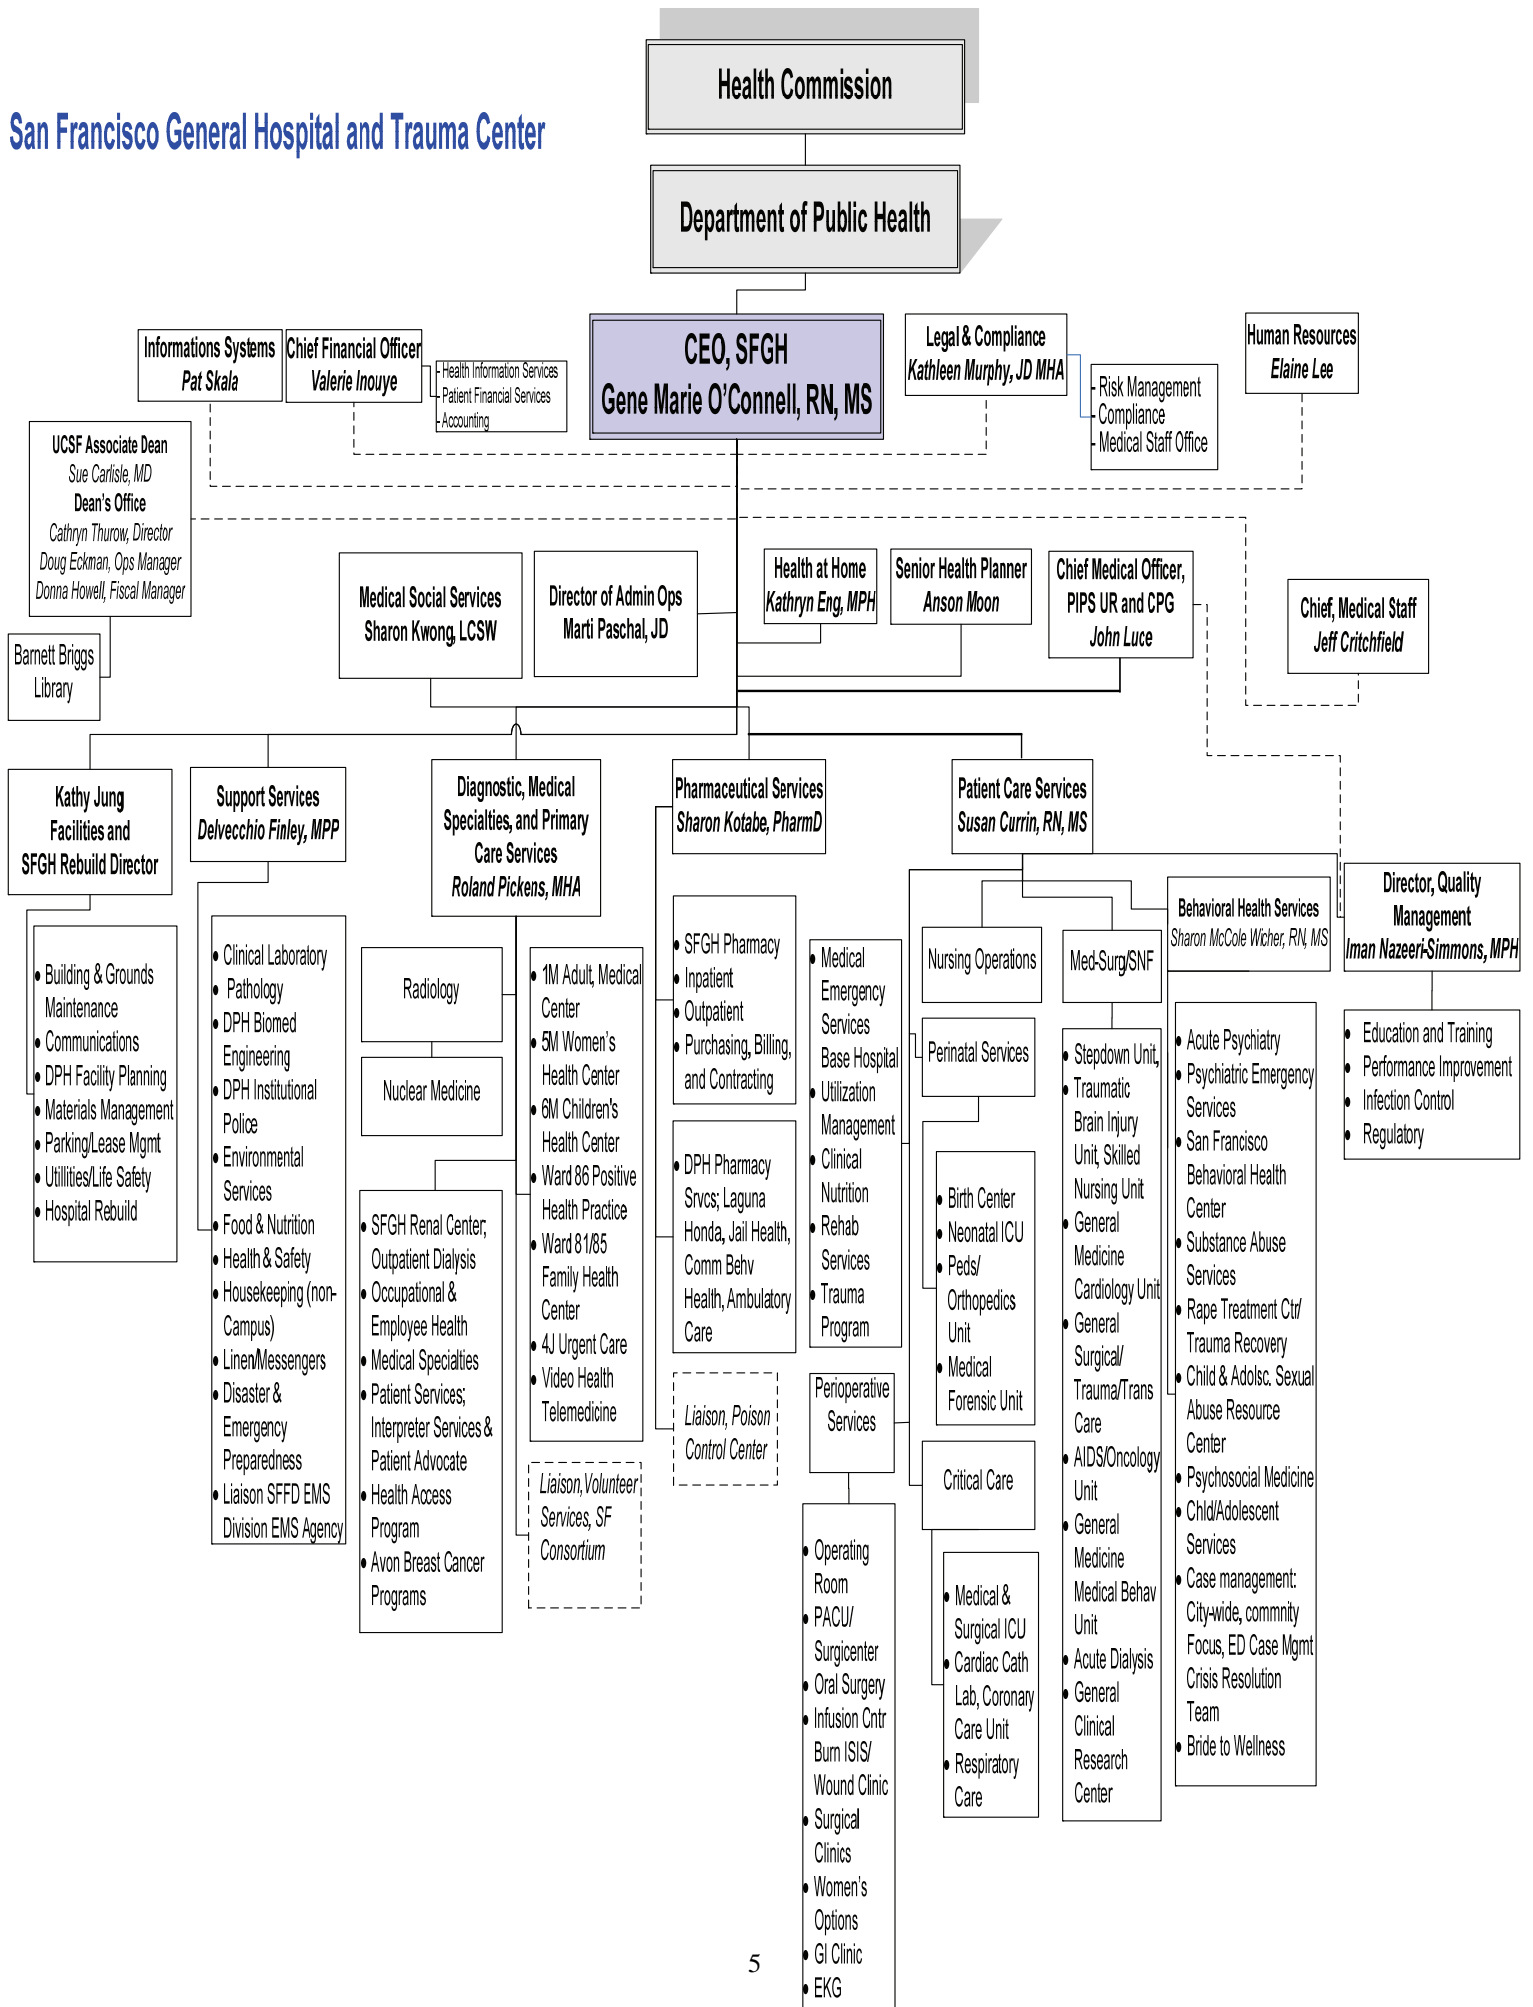 Health Commission
San Francisco General Hospital and Trauma Center
Department of Public Health
Informations Systems
Pat Skala
Chief Financial Officer
Valerie Inouye
- Health Information Services
- Patient Financial Services
- Accounting
CEO, SFGH
Gene Marie O'Connell, RN, MS
Legal & Compliance
Kathleen Murphy, JD MHA
- Risk Management
- Compliance
- Medical Staff Office
Human Resources
Elaine Lee
UCSF Associate Dean
Sue Carlisle, MD
Dean's Office
Cathryn Thurow, Director
Doug Eckman, Ops Manager
Donna Howell, Fiscal Manager
Barnett Briggs
Library
Medical Social Services
Sharon Kwong, LCSW
Director of Admin Ops
Marti Paschal, JD
Health at Home
Kathryn Eng, MPH
Senior Health Planner
Anson Moon
Chief Medical Officer,
PIPS UR and CPG
John Luce
Chief, Medical Staff
Jeff Critchfield
Kathy Jung
Facilities and
SFGH Rebuild Director
• Building & Grounds
Maintenance
• Communications
• DPH Facility Planning
• Materials Management
• Parking/Lease Mgmt
• Utillities/Life Safety
• Hospital Rebuild
Support Services
Delvecchio Finley, MPP
• Clinical Laboratory
• Pathology
• DPH Biomed
Engineering
• DPH Institutional
Police
• Environmental
Services
• Food & Nutrition
• Health & Safety
• Housekeeping (non-
Campus)
• Linen/Messengers
• Disaster &
Emergency
Preparedness
• Liaison SFFD EMS
Division EMS Agency
Diagnostic, Medical
Specialties, and Primary
Care Services
Roland Pickens, MHA
Radiology
Nuclear Medicine
• SFGH Renal Center;
Outpatient Dialysis
• Occupational &
Employee Health
• Medical Specialties
• Patient Services;
Interpreter Services &
Patient Advocate
• Health Access
Program
• Avon Breast Cancer
Programs
• 1M Adult, Medical
Center
• 5M Women's
Health Center
• 6M Children's
Health Center
• Ward 86 Positive
Health Practice
• Ward 81/85
Family Health
Center
• 4J Urgent Care
• Video Health
Telemedicine
Liaison,Volunteer
Services, SF
Consortium
Pharmaceutical Services
Sharon Kotabe, PharmD
• SFGH Pharmacy
• Inpatient
• Outpatient
• Purchasing, Billing,
and Contracting
• DPH Pharmacy
Srvcs; Laguna
Honda, Jail Health,
Comm Behv
Health, Ambulatory
Care
Liaison, Poison
Control Center
Patient Care Services
Susan Currin, RN, MS
• Medical
Emergency
Services
Base Hospital
• Utilization
Management
• Clinical
Nutrition
• Rehab
Services
• Trauma
Program
Perioperative
Services
• Operating
Room
• PACU/
Surgicenter
• Oral Surgery
• Infusion Cntr
Burn ISIS/
Wound Clinic
• Surgical
Clinics
• Women's
Options
• GI Clinic
• EKG
Nursing Operations
Perinatal Services
• Birth Center
• Neonatal ICU
• Peds/
Orthopedics
Unit
• Medical
Forensic Unit
Critical Care
• Medical &
Surgical ICU
• Cardiac Cath
Lab, Coronary
Care Unit
• Respiratory
Care
Med-Surg/SNF
• Stepdown Unit,
• Traumatic
Brain Injury
Unit, Skilled
Nursing Unit
• General
Medicine
Cardiology Unit
• General
Surgical/
Trauma/Trans
Care
• AIDS/Oncology
Unit
• General
Medicine
Medical Behav
Unit
• Acute Dialysis
• General
Clinical
Research
Center
Behavioral Health Services
Sharon McCole Wicher, RN, MS
• Acute Psychiatry
• Psychiatric Emergency
Services
• San Francisco
Behavioral Health
Center
• Substance Abuse
Services
• Rape Treatment Ctr/
Trauma Recovery
• Child & Adolsc. Sexual
Abuse Resource
Center
• Psychosocial Medicine
• Chld/Adolescent
Services
• Case management:
City-wide, commnity
Focus, ED Case Mgmt
Crisis Resolution
Team
• Bride to Wellness
Director, Quality
Management
Iman Nazeeri-Simmons, MPH
• Education and Training
• Performance Improvement
• Infection Control
• Regulatory
5